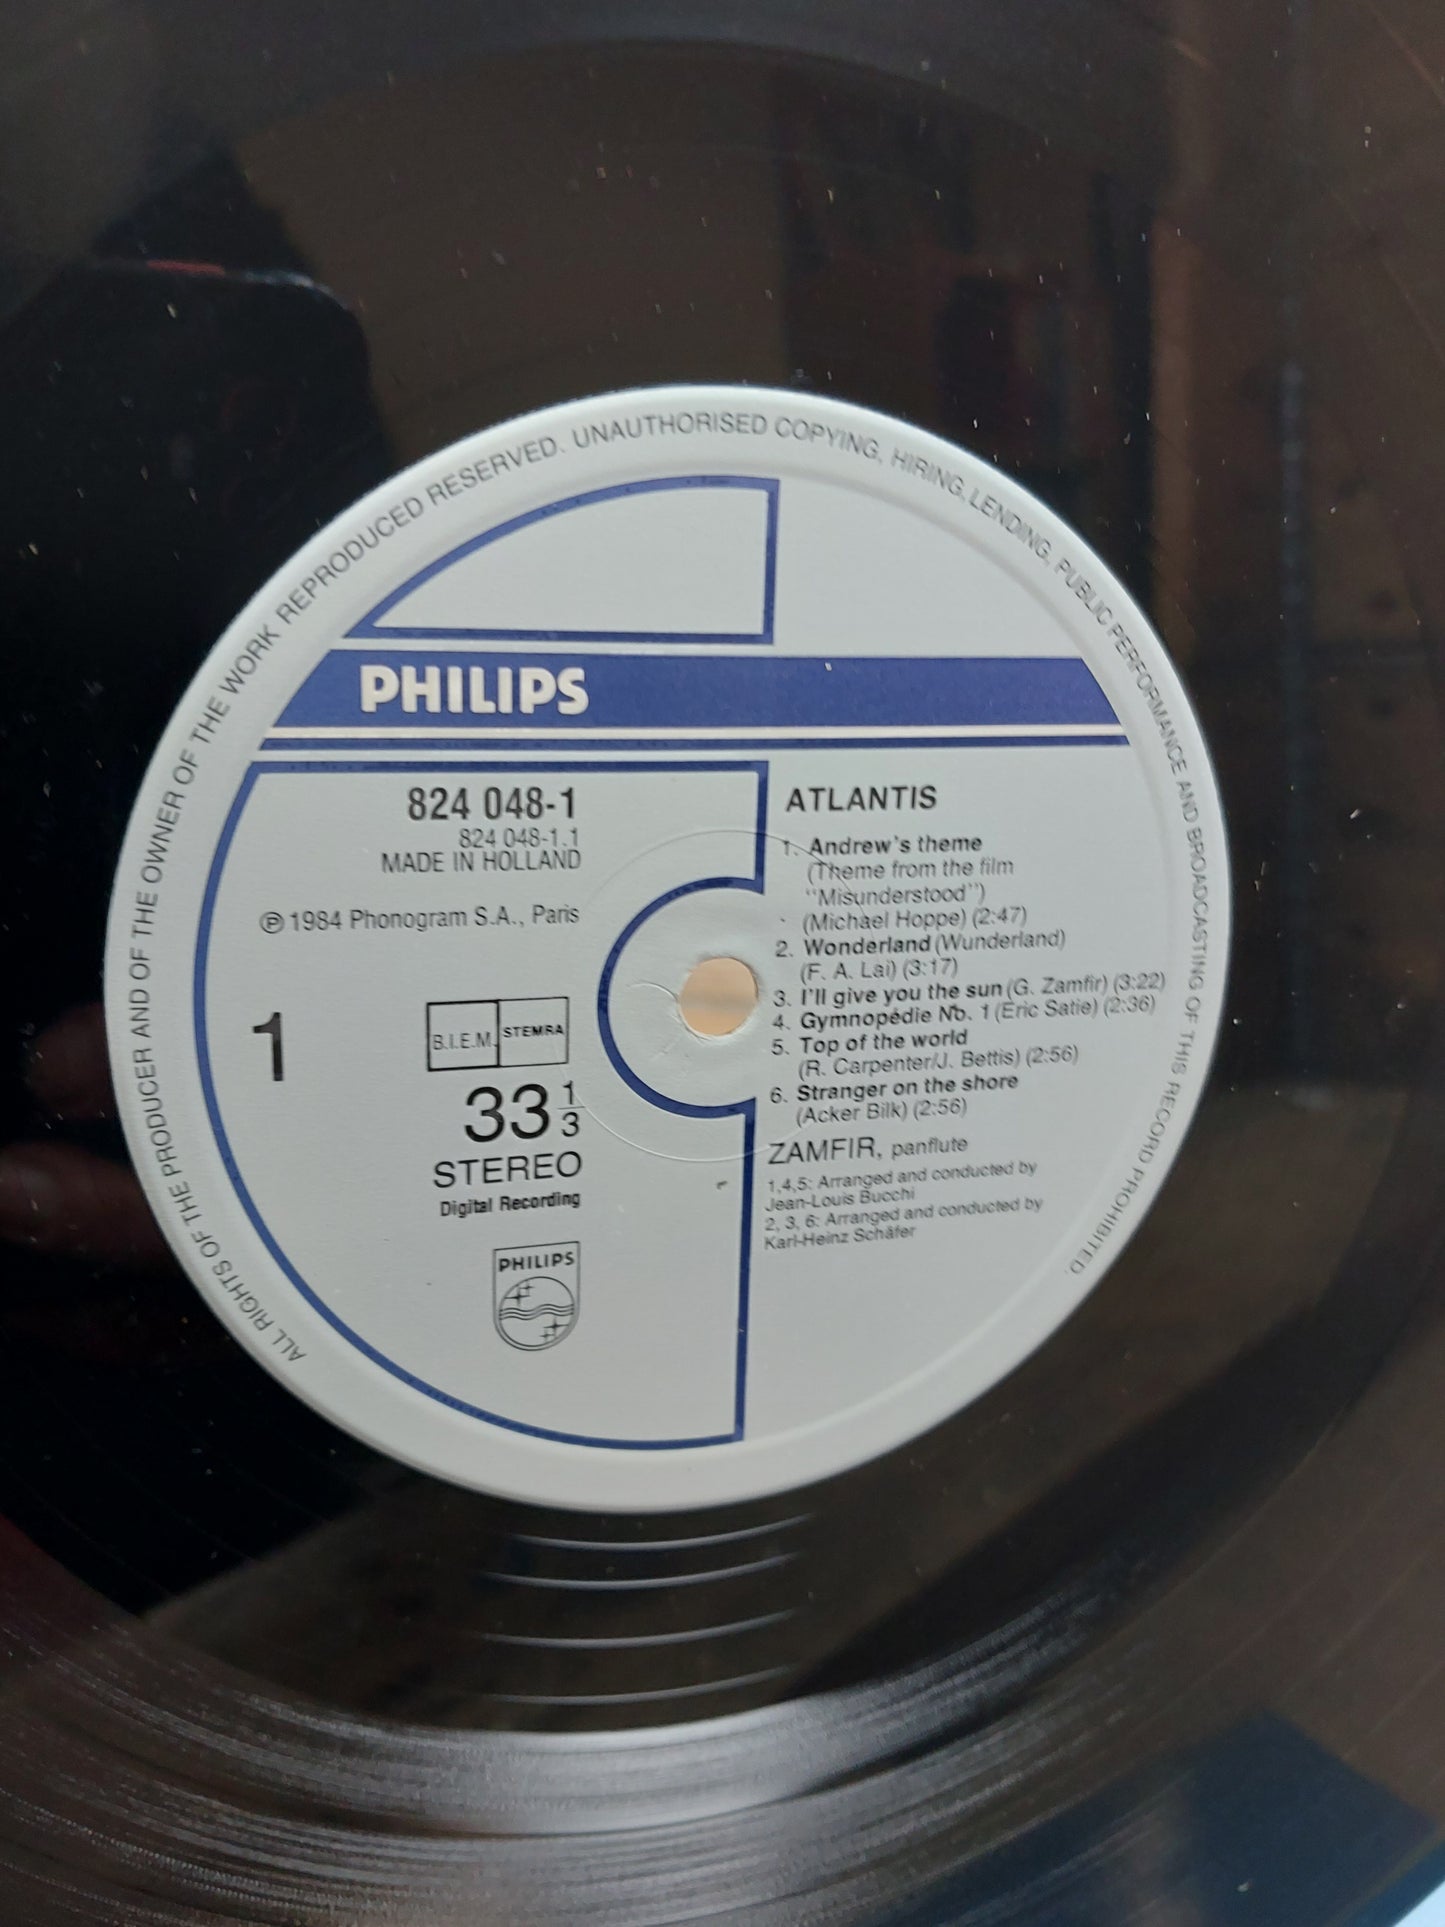 ALL RIGHTS OF THE PRODUCER AND OF THE OWNER OF THE WORK REPRODUCED RESERVED. UNAUTHORISED COPYING, HIRING, LENDING, PUBLIC PERFORMANCE AND BROADCASTING OF THIS RECORD PROHIBITED.
PHILIPS
824 048-1
824 048-1.1
MADE IN HOLLAND
℗ 1984 Phonogram S.A., Paris
1
B.I.E.M. STEMRA
33 1/3
STEREO
Digital Recording
PHILIPS
ATLANTIS
1. Andrew's theme
(Theme from the film
"Misunderstood")
(Michael Hoppe) (2:47)
2. Wonderland (Wunderland)
(F. A. Lai) (3:17)
3. I'll give you the sun (G. Zamfir) (3:22)
4. Gymnopédie No. 1 (Eric Satie) (2:36)
5. Top of the world
(R. Carpenter/J. Bettis) (2:56)
6. Stranger on the shore
(Acker Bilk) (2:56)
ZAMFIR, panflute
1,4,5: Arranged and conducted by
Jean-Louis Bucchi
2, 3, 6: Arranged and conducted by
Karl-Heinz Schäfer